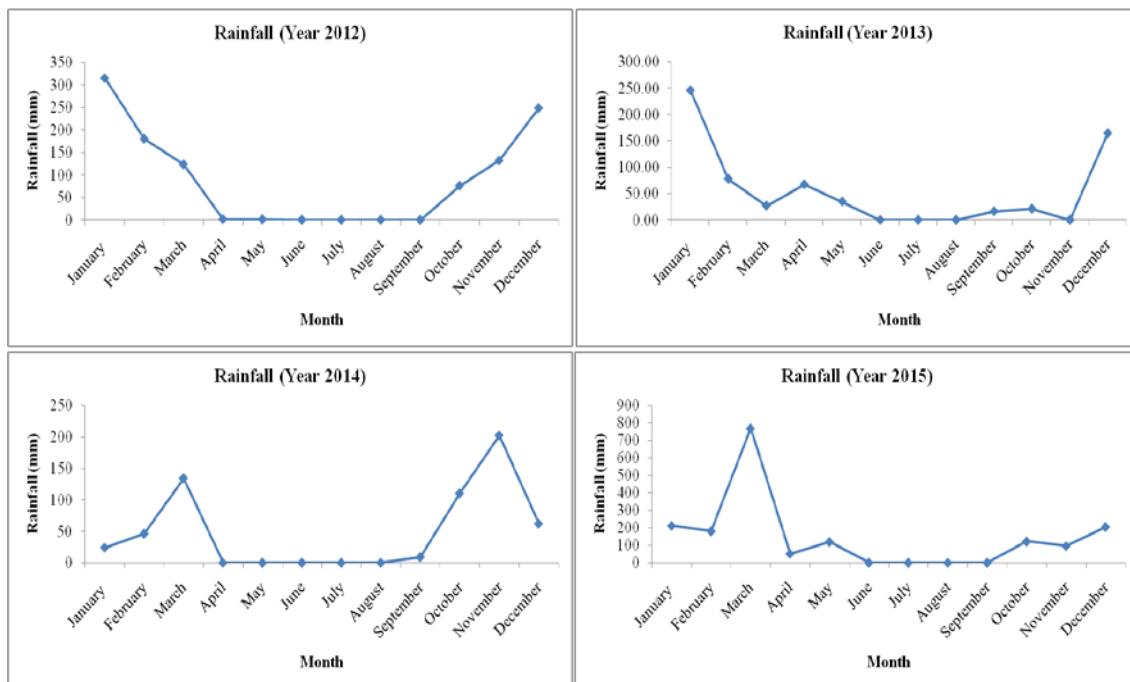 Rainfall (Year 2012)
Rainfall (mm)
350
300
250
200
150
100
50
0
January
February
March
April
May
June
July
August
September
October
November
December
Month
Rainfall (Year 2013)
Rainfall (mm)
300.00
250.00
200.00
150.00
100.00
50.00
0.00
January
February
March
April
May
June
July
August
September
October
November
December
Month
Rainfall (Year 2014)
Rainfall (mm)
250
200
150
100
50
0
January
February
March
April
May
June
July
August
September
October
November
December
Month
Rainfall (Year 2015)
Rainfall (mm)
900
800
700
600
500
400
300
200
100
0
January
February
March
April
May
June
July
August
September
October
November
December
Month